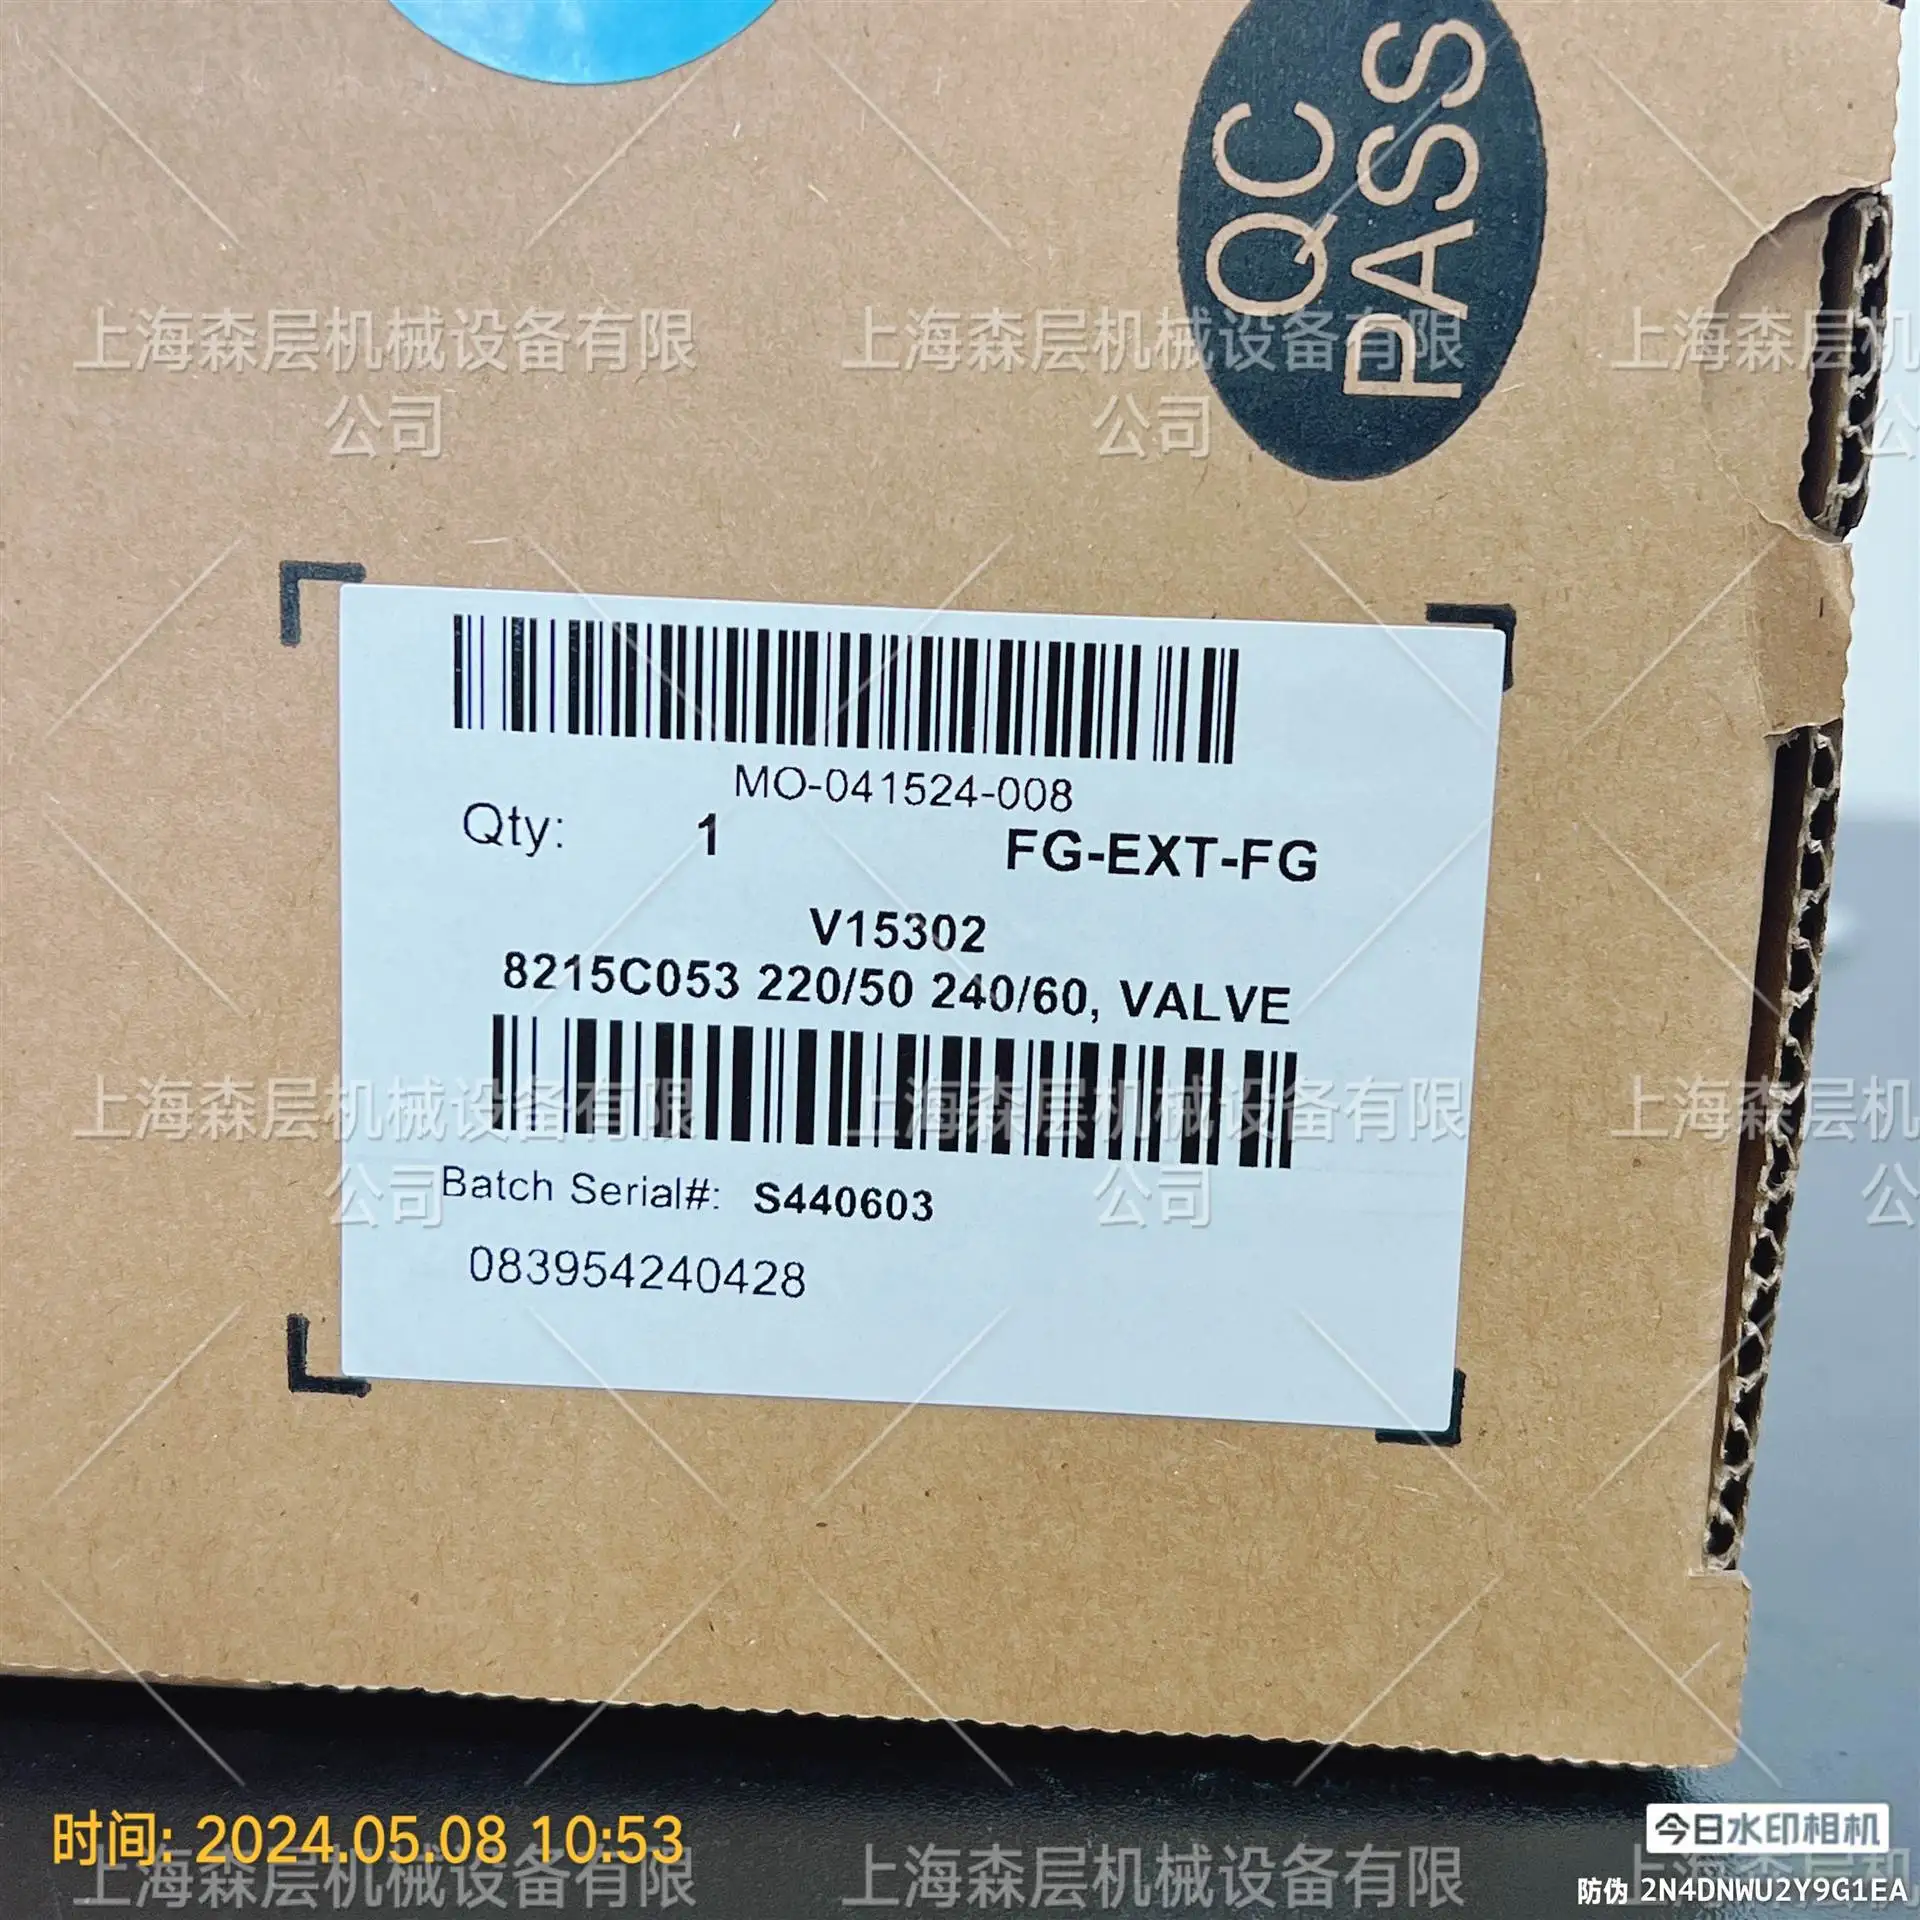 QC
PASS
MO-041524-008
Qty: 1 FG-EXT-FG
V15302
8215C053 220/50 240/60, VALVE
Batch Serial#: S440603
083954240428
上海森层机械设备有限
公司
上海森层机械设备有限
公司
上海森层机
公
上海森层机械设备有限
公司
上海森层机械设备有限
公司
上海森层机
公
时间: 2024.05.08 10:53
上海森层机械设备有限
上海森层机械设备有限
今日水印相机
防伪 2N4DNWU2Y9G1EA